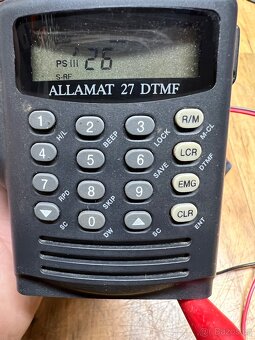 PS III 26
S-RF
ALLAMAT 27 DTMF
1 2 3 R/M
H/L BEEP LOCK M-CL
4 5 6 LCR
SAVE DTMF
7 8 9 EMG
RPD SKIP
0 CLR
SC DW SC ENT